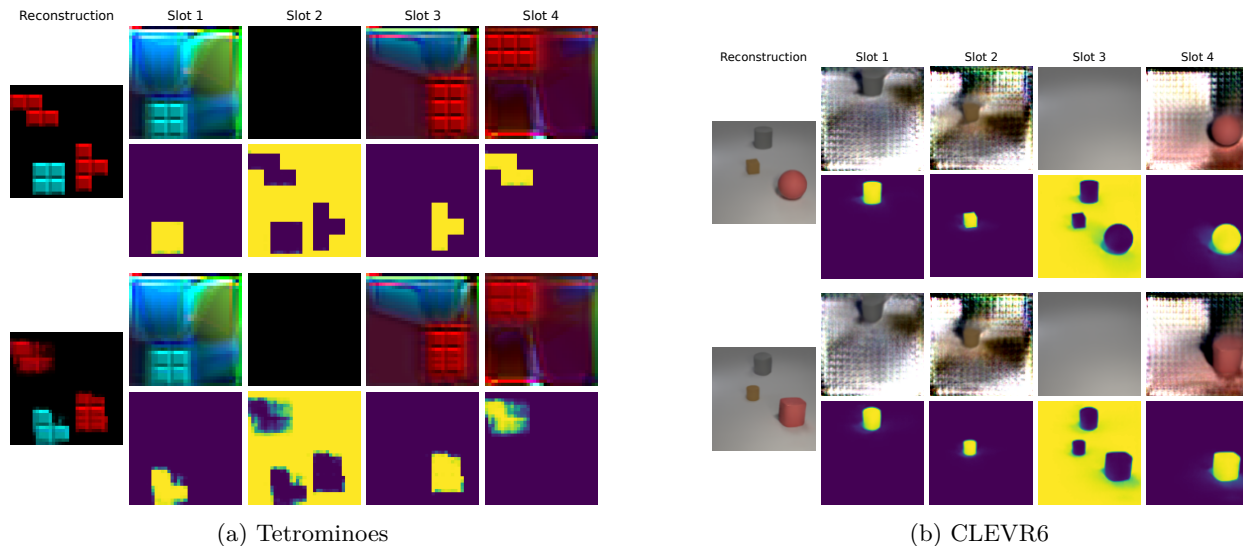 Reconstruction Slot 1 Slot 2 Slot 3 Slot 4
Reconstruction Slot 1 Slot 2 Slot 3 Slot 4
(a) Tetrominoes
(b) CLEVR6